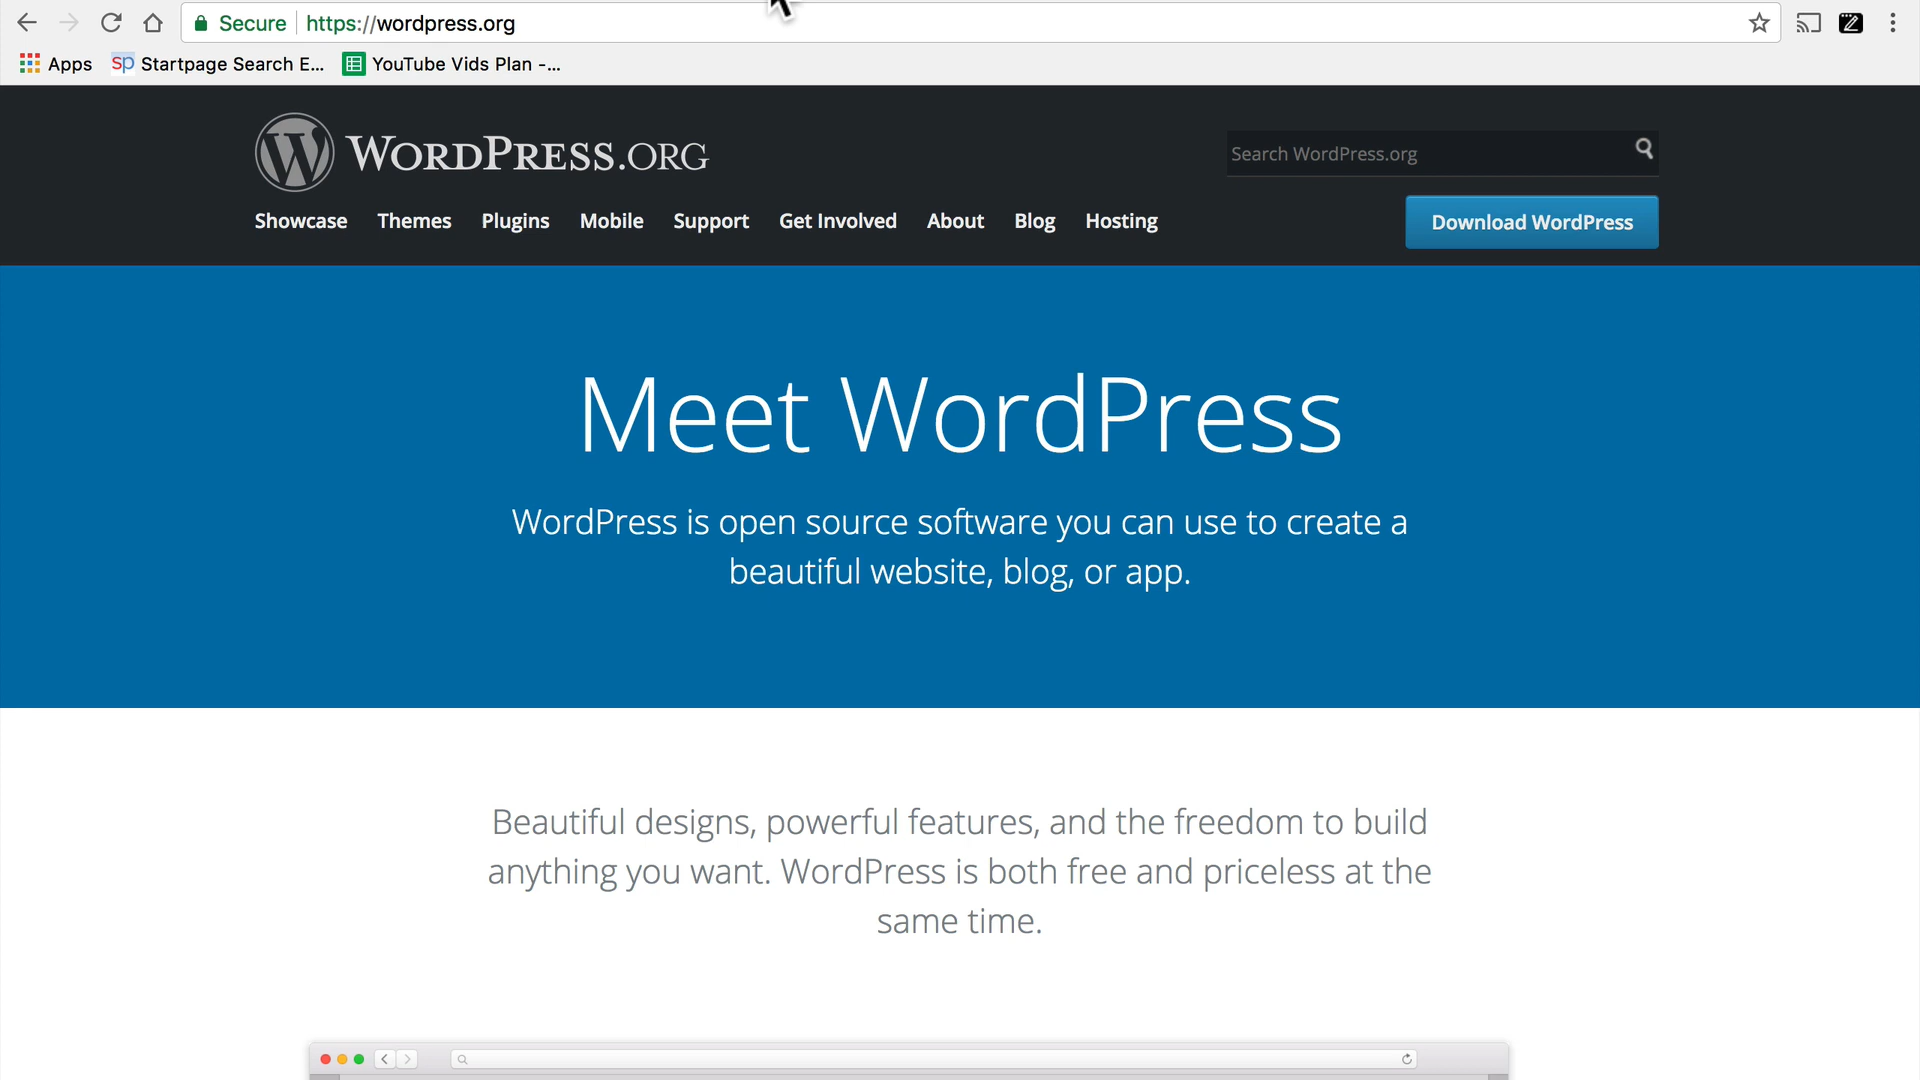 Secure https://wordpress.org
Apps Startpage Search E... YouTube Vids Plan -...
WORDPRESS.ORG
Search WordPress.org
Showcase Themes Plugins Mobile Support Get Involved About Blog Hosting
Download WordPress
Meet WordPress
WordPress is open source software you can use to create a
beautiful website, blog, or app.
Beautiful designs, powerful features, and the freedom to build
anything you want. WordPress is both free and priceless at the
same time.